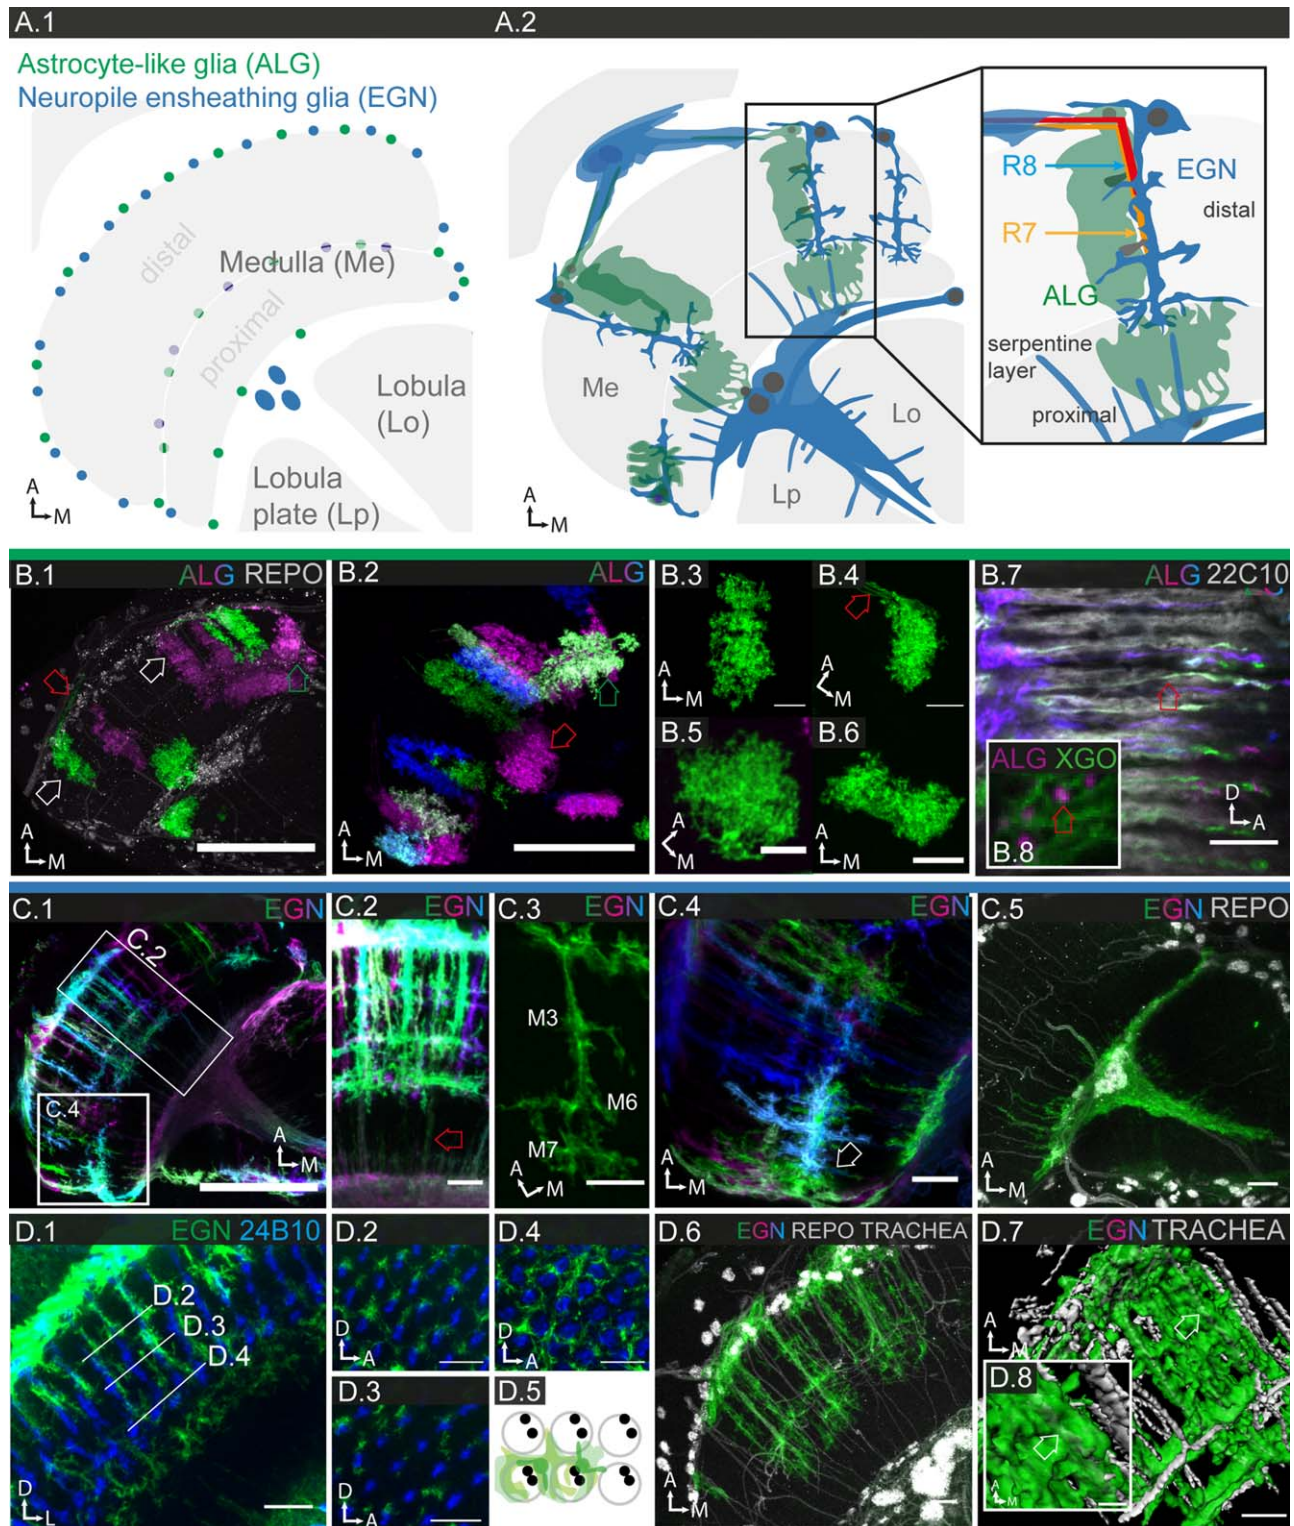 A.1
A.2
Astrocyte-like glia (ALG)
Neuropile ensheathing glia (EGN)
distal
Medulla (Me)
proximal
Lobula
(Lo)
Lobula
plate (Lp)
A
M
Me
Lo
Lp
A
M
R8
EGN
distal
R7
ALG
serpentine
layer
proximal
B.1
ALG REPO
A
M
B.2
ALG
A
M
B.3
A
M
B.4
A
M
B.5
A
M
B.6
A
M
B.7
ALG 22C10
ALG XGO
B.8
D
A
C.1
EGN
C.2
C.4
A
M
C.2
EGN
C.3
EGN
M3
M6
M7
A
M
C.4
EGN
A
M
C.5
EGN REPO
A
M
D.1
EGN 24B10
D.2
D.3
D.4
D
L
D.2
D
A
D.3
D
A
D.4
D
A
D.5
D.6
EGN REPO TRACHEA
A
M
D.7
EGN TRACHEA
A
M
D.8
A
M